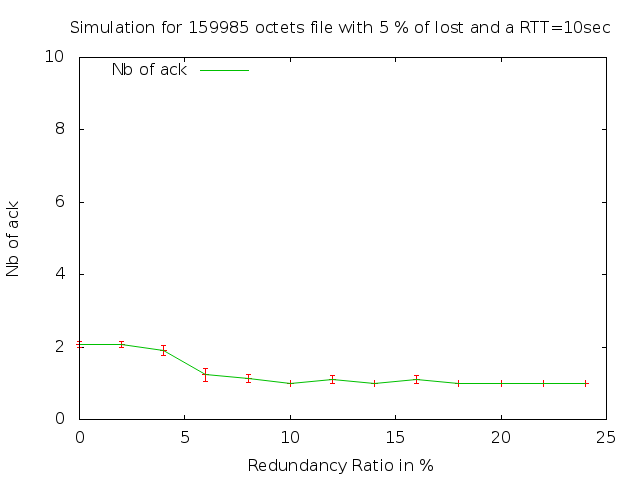 Simulation for 159985 octets file with 5 % of lost and a RTT=10sec
10
Nb of ack
8
6
Nb of ack
4
2
0
0 5 10 15 20 25
Redundancy Ratio in %